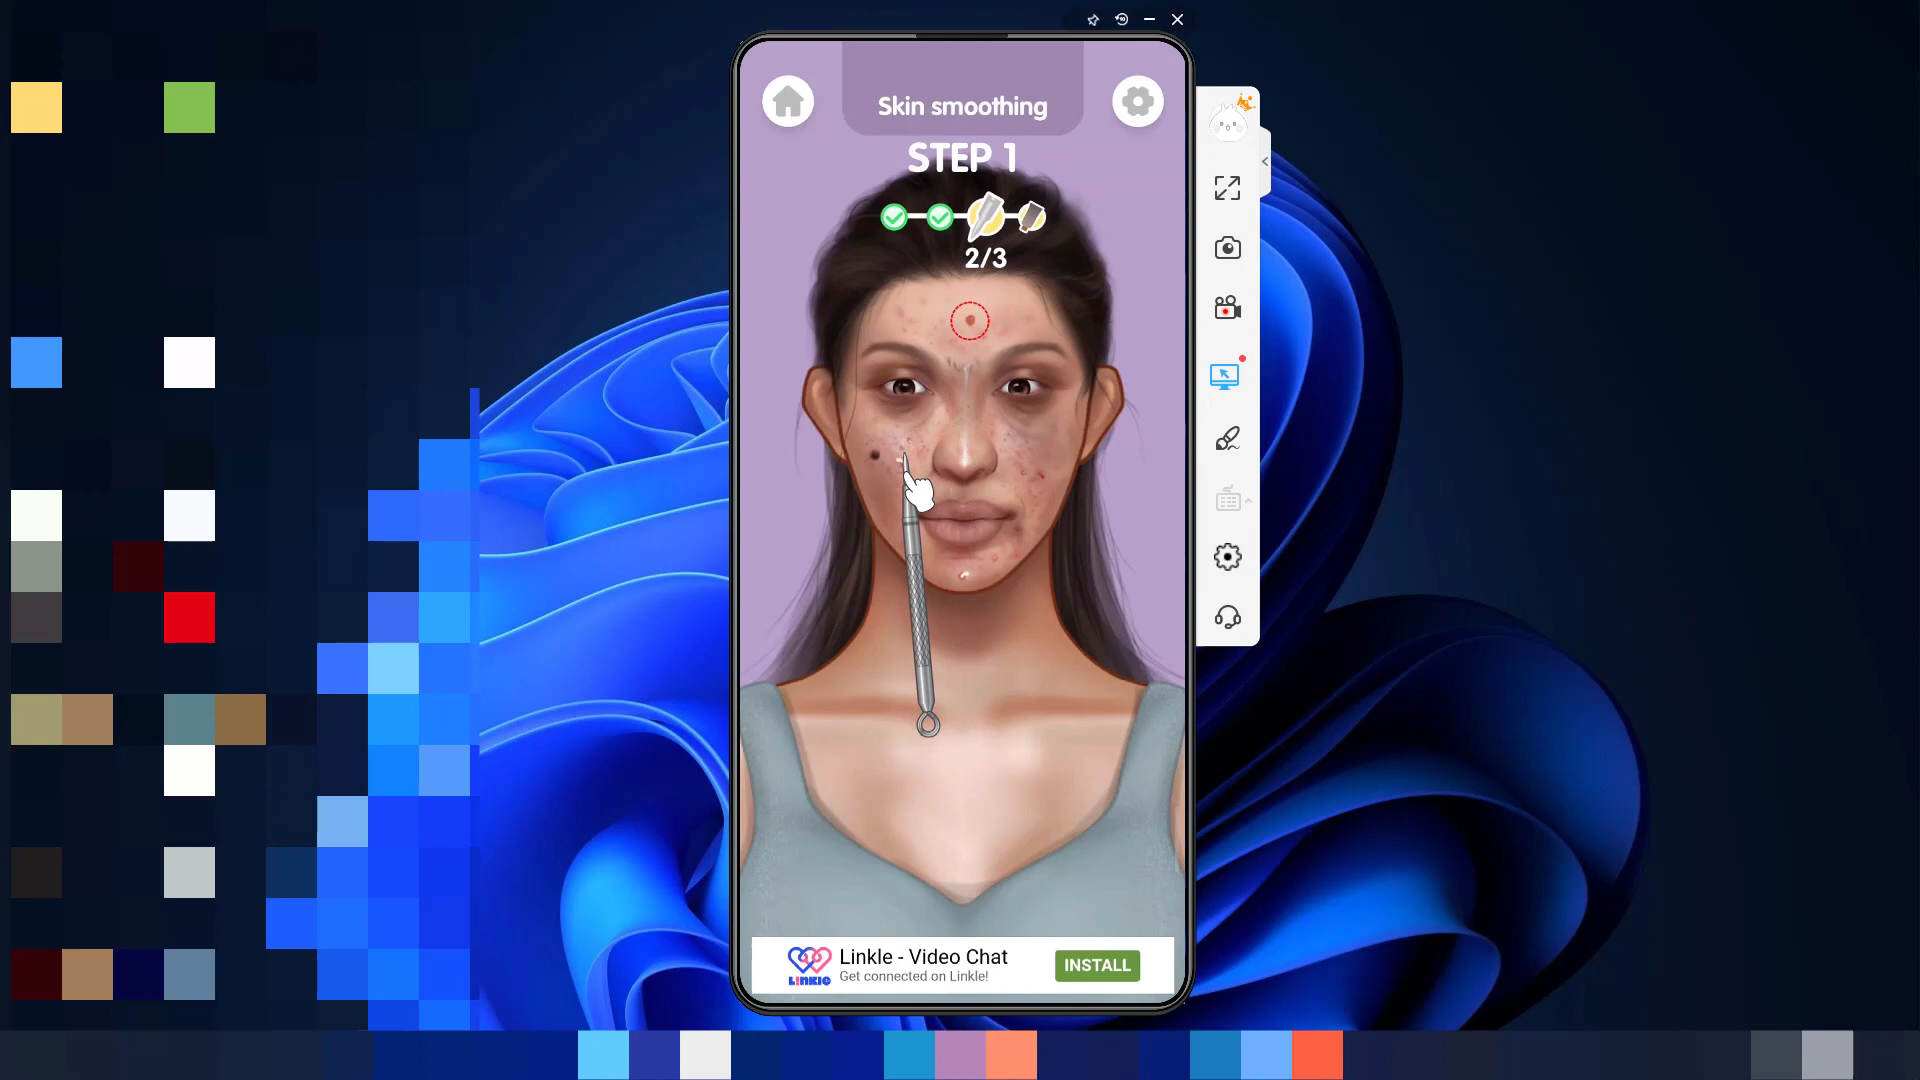 Skin smoothing
STEP 1
2/3
Linkle - Video Chat
Get connected on Linkle!
LINKLE
INSTALL